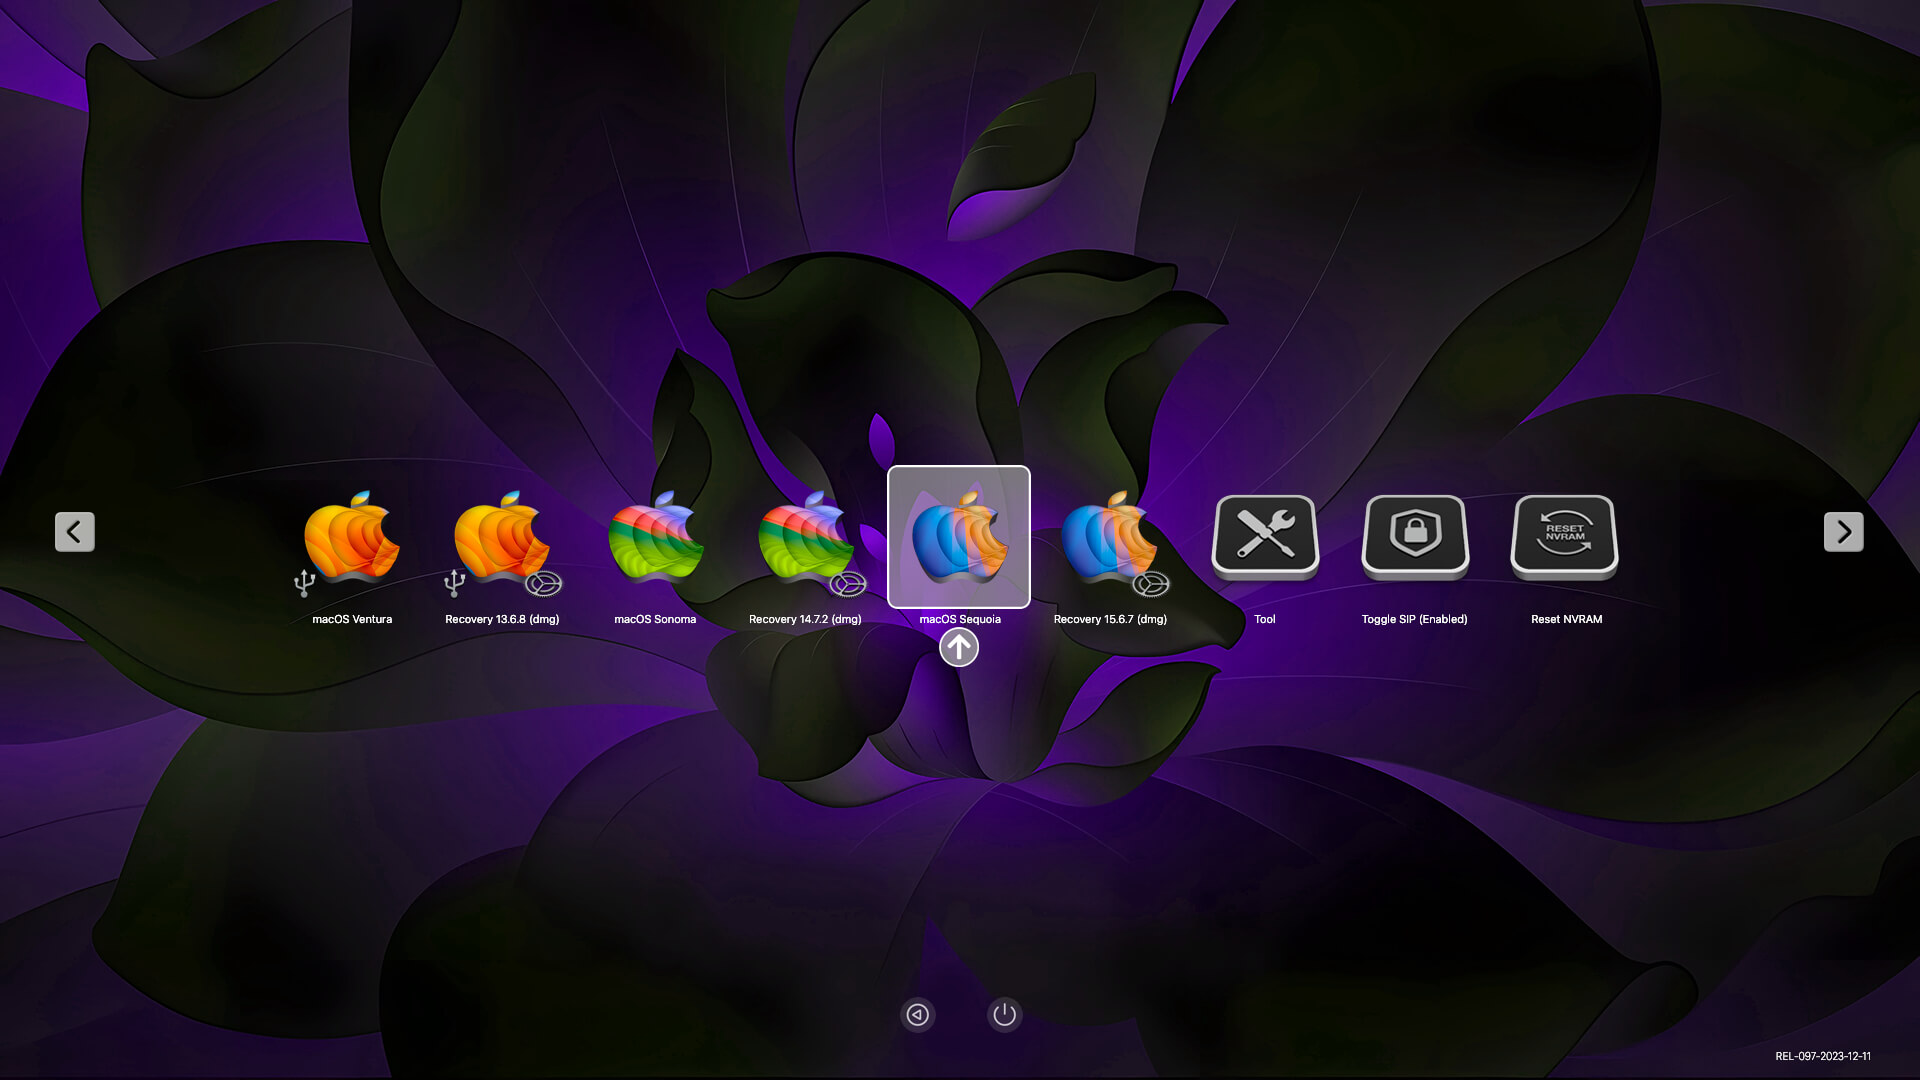 RESET
NVRAM
macOS Ventura
Recovery 13.6.8 (dmg)
macOS Sonoma
Recovery 14.7.2 (dmg)
macOS Sequoia
Recovery 15.6.7 (dmg)
Tool
Toggle SIP (Enabled)
Reset NVRAM
REL-097-2023-12-11